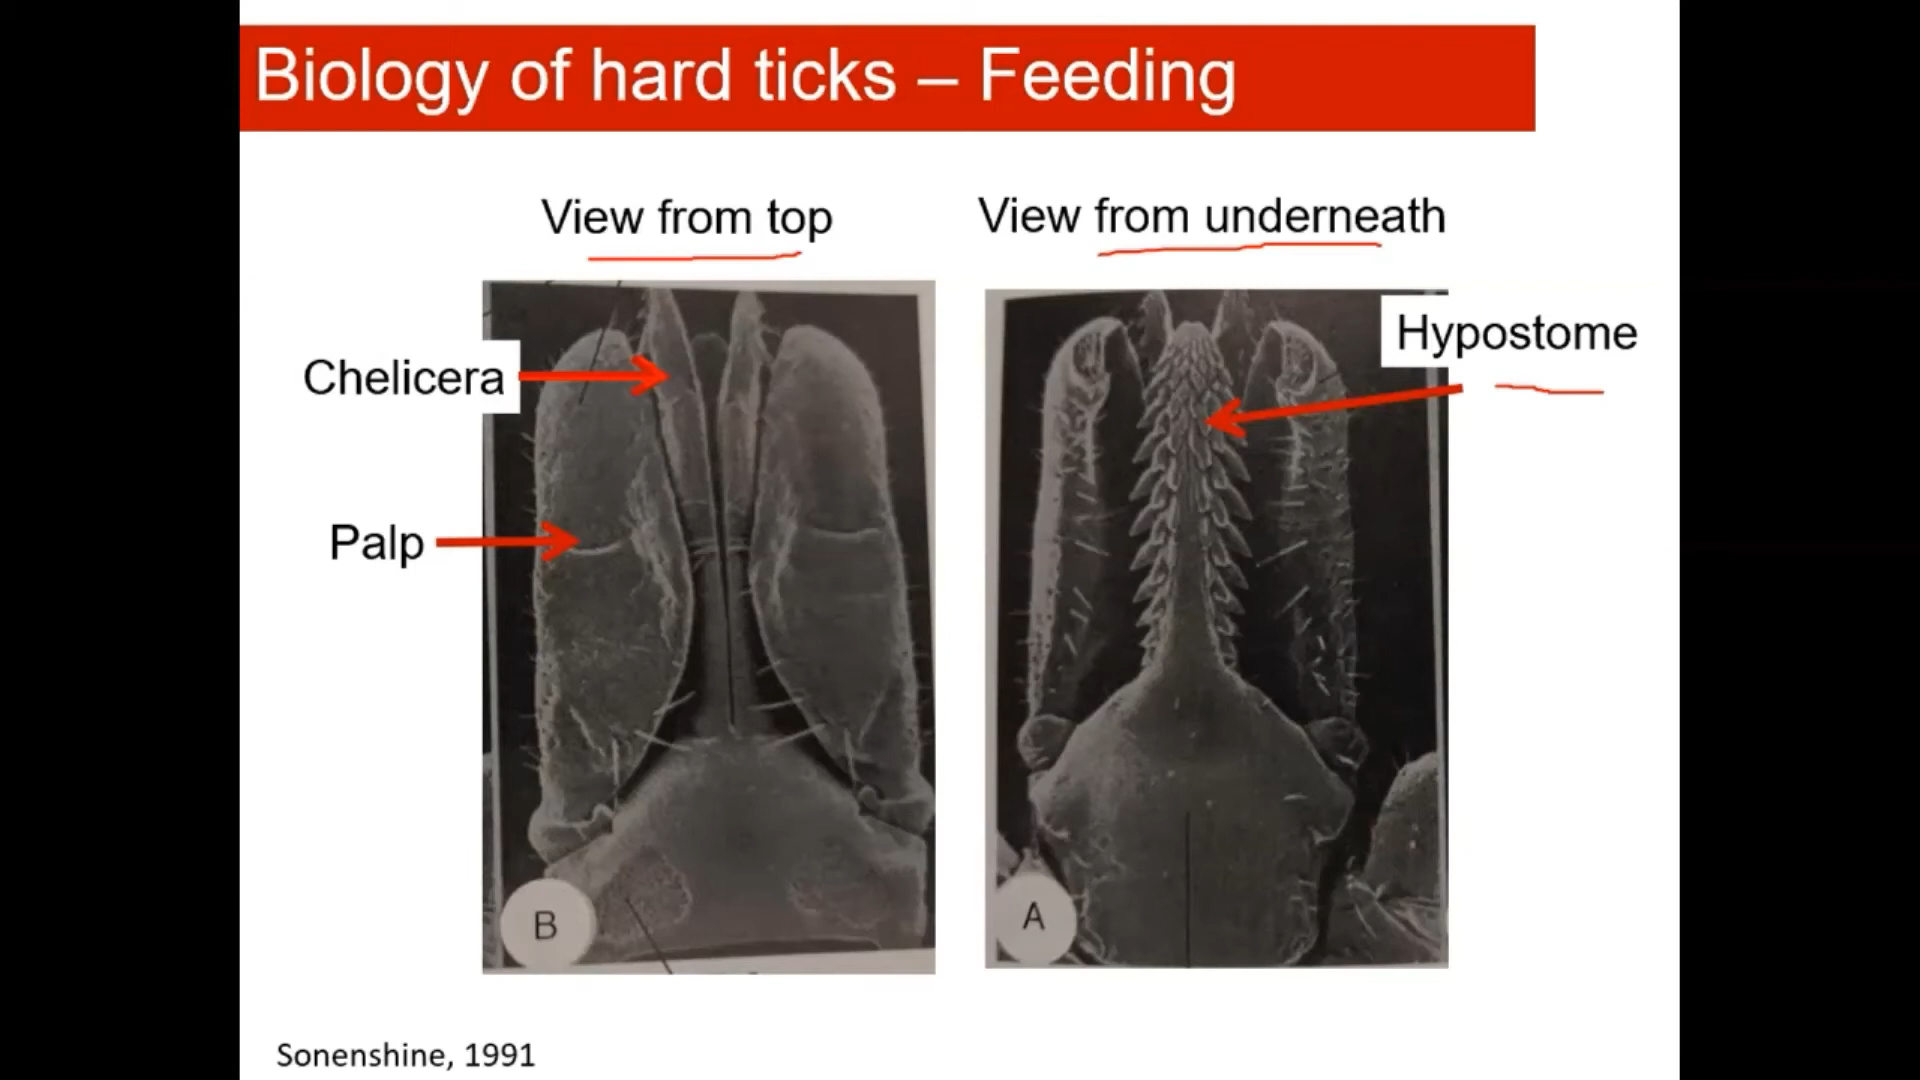 Biology of hard ticks – Feeding
View from top
View from underneath
Hypostome
Chelicera
Palp
B
A
Sonenshine, 1991